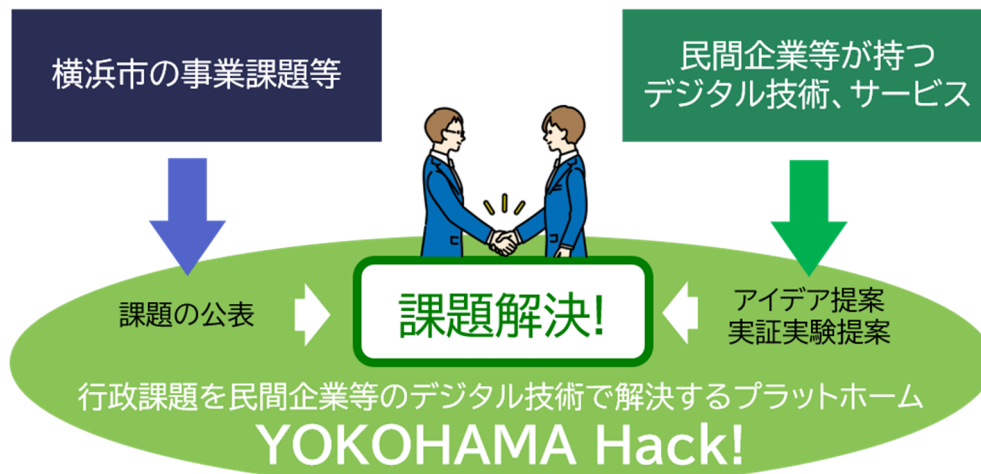 横浜市の事業課題等
民間企業等が持つ
デジタル技術、サービス
課題の公表
課題解決!
アイデア提案
実証実験提案
行政課題を民間企業等のデジタル技術で解決するプラットホーム
YOKOHAMA Hack!